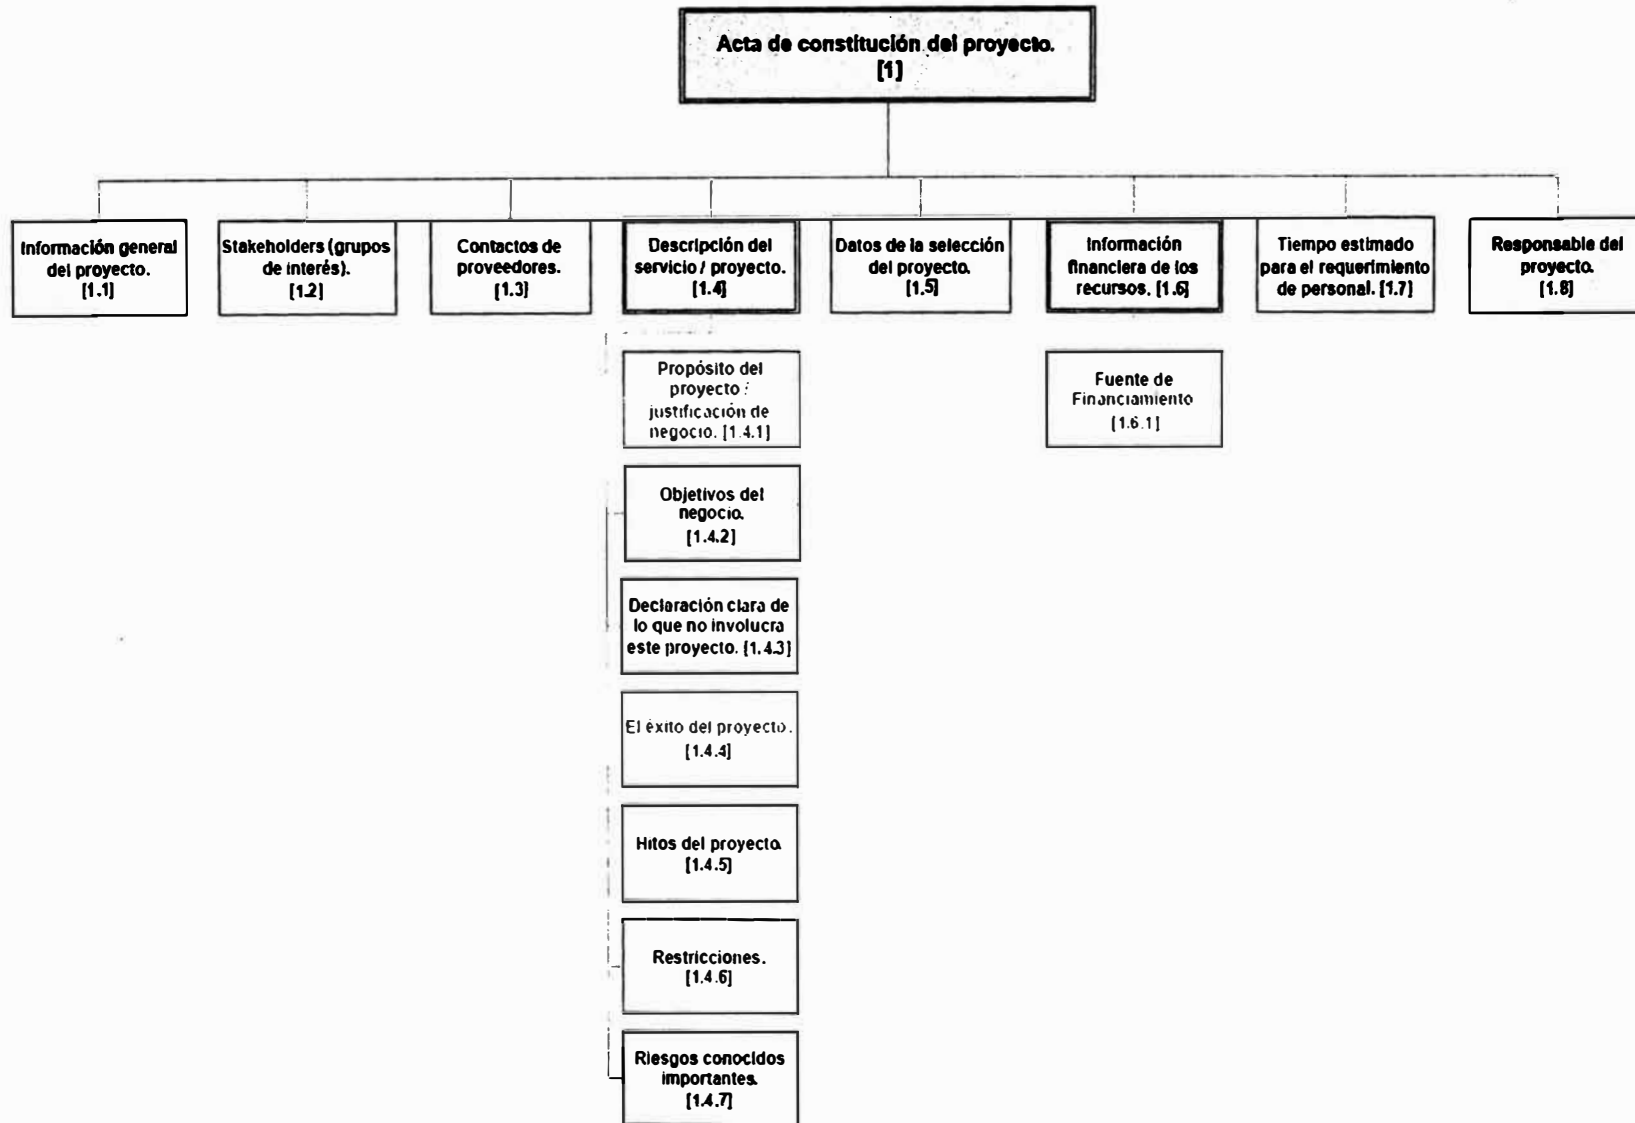 Acta de constitución del proyecto.
[1]
Información general
del proyecto.
[1.1]
Stakeholders (grupos
de interés).
[1.2]
Contactos de
proveedores.
[1.3]
Descripción del
servicio / proyecto.
[1.4]
Datos de la selección
del proyecto.
[1.5]
Información
financiera de los
recursos. [1.6]
Tiempo estimado
para el requerimiento
de personal. [1.7]
Responsable del
proyecto.
[1.8]
Propósito del
proyecto /
justificación de
negocio. [1.4.1]
Fuente de
Financiamiento
[1.6.1]
Objetivos del
negocio.
[1.4.2]
Declaración clara de
lo que no involucra
este proyecto. [1.4.3]
El éxito del proyecto.
[1.4.4]
Hitos del proyecto.
[1.4.5]
Restricciones.
[1.4.6]
Riesgos conocidos
importantes.
[1.4.7]